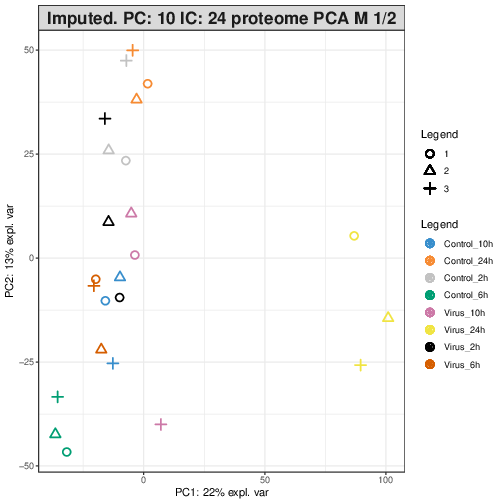 Imputed. PC: 10 IC: 24 proteome PCA M 1/2
50
25
0
−25
−50
PC2: 13% expl. var
0
50
100
PC1: 22% expl. var
Legend
1
2
3
Legend
Control_10h
Control_24h
Control_2h
Control_6h
Virus_10h
Virus_24h
Virus_2h
Virus_6h